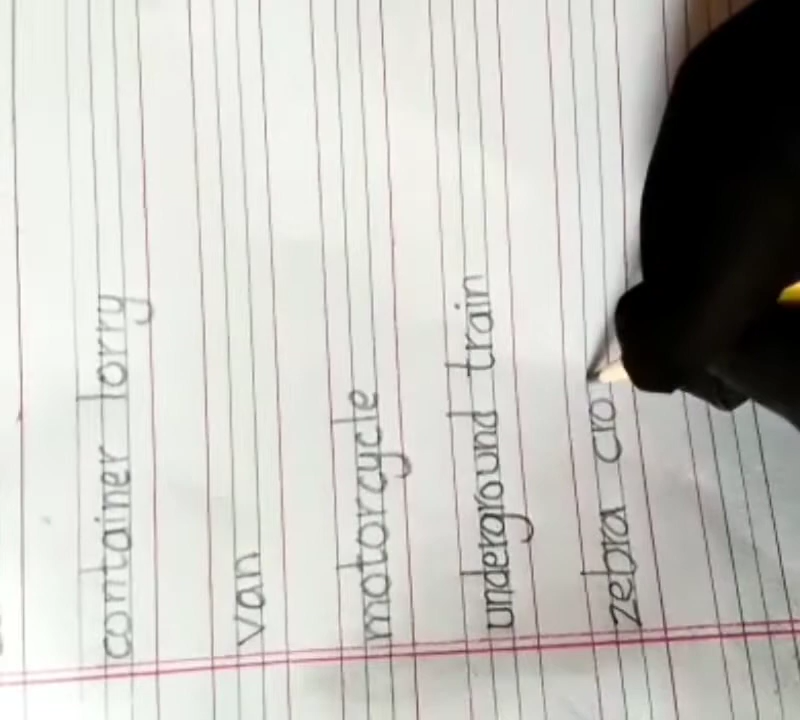 container lorry
van
motorcycle
underground train
zebra cro